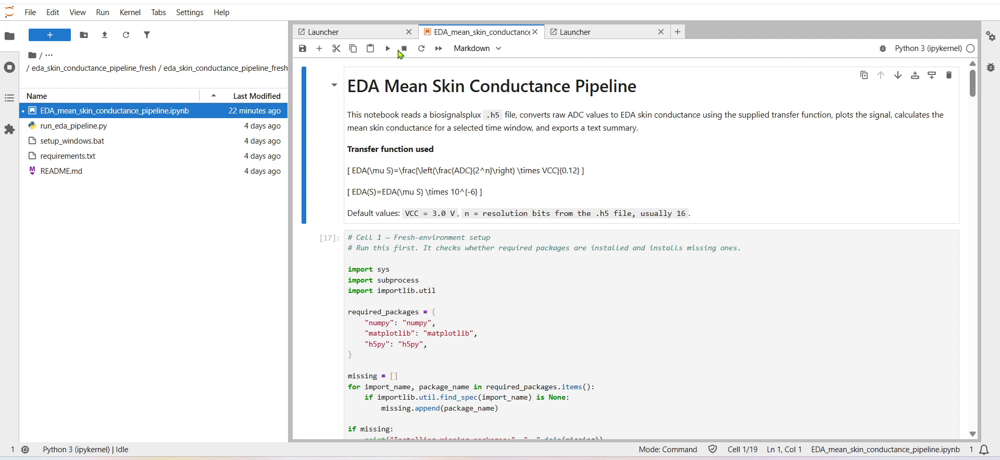 File Edit View Run Kernel Tabs Settings Help
+
/ ···
/ eda_skin_conductance_pipeline_fresh / eda_skin_conductance_pipeline_fresh
Name Last Modified
EDA_mean_skin_conductance_pipeline.ipynb 22 minutes ago
run_eda_pipeline.py 4 days ago
setup_windows.bat 4 days ago
requirements.txt 4 days ago
README.md 4 days ago
Launcher EDA_mean_skin_conductance Launcher
Markdown Python 3 (ipykernel)
EDA Mean Skin Conductance Pipeline
This notebook reads a biosignalsplux .h5 file, converts raw ADC values to EDA skin conductance using the supplied transfer function, plots the signal, calculates the
mean skin conductance for a selected time window, and exports a text summary.
Transfer function used
[ EDA(\mu S)=\frac{\left(\frac{ADC}{2^n}\right) \times VCC}{0.12} ]
[ EDA(S)=EDA(\mu S) \times 10^{-6} ]
Default values: VCC = 3.0 V, n = resolution bits from the .h5 file, usually 16.
[17]:
# Cell 1 — Fresh-environment setup
# Run this first. It checks whether required packages are installed and installs missing ones.
import sys
import subprocess
import importlib.util
required_packages = {
"numpy": "numpy",
"matplotlib": "matplotlib",
"h5py": "h5py",
}
missing = []
for import_name, package_name in required_packages.items():
if importlib.util.find_spec(import_name) is None:
missing.append(package_name)
if missing:
1 Python 3 (ipykernel) | Idle Mode: Command Cell 1/19 Ln 1, Col 1 EDA_mean_skin_conductance_pipeline.ipynb 1